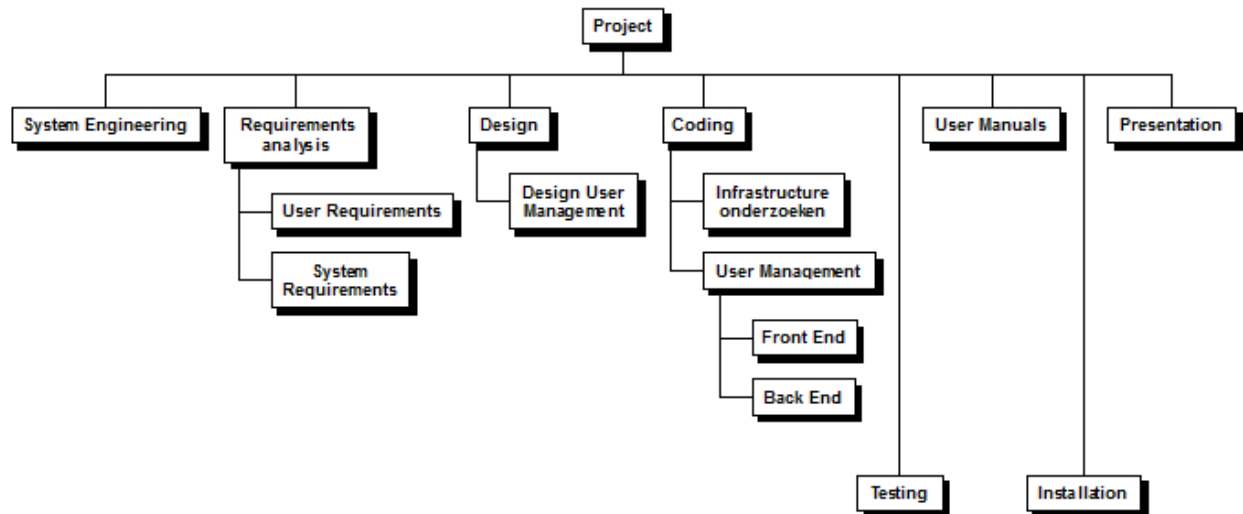 Project
System Engineering
Requirements
analysis
Design
Coding
User Manuals
Presentation
User Requirements
System
Requirements
Design User
Management
Infrastructure
onderzoeken
User Management
Front End
Back End
Testing
Installation